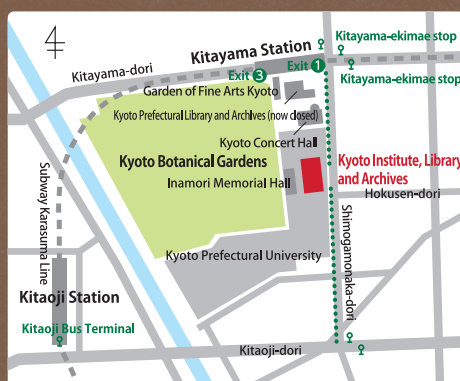 Kitayama-ekimae stop
Kitayama Station
Exit 1
Kitayama-ekimae stop
Kitayama-dori
Exit 3
Garden of Fine Arts Kyoto
Kyoto Prefectural Library and Archives (now closed)
Kyoto Concert Hall
Kyoto Botanical Gardens
Kyoto Institute, Library
and Archives
Inamori Memorial Hall
Hokusen-dori
Subway Karasuma Line
Shimogamonaka-dori
Kyoto Prefectural University
Kitaoji Station
Kitaoji Bus Terminal
Kitaoji-dori